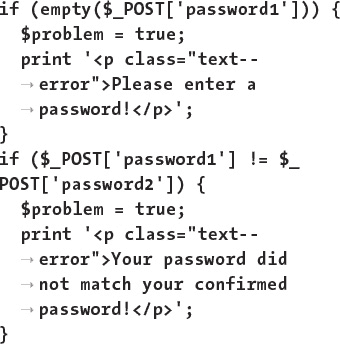 if (empty($_POST['password1'])) {
  $problem = true;
  print '<p class="text--
  → error">Please enter a
  → password!</p>';
}
if ($_POST['password1'] != $_
POST['password2']) {
  $problem = true;
  print '<p class="text--
  → error">Your password did
  → not match your confirmed
  → password!</p>';
}